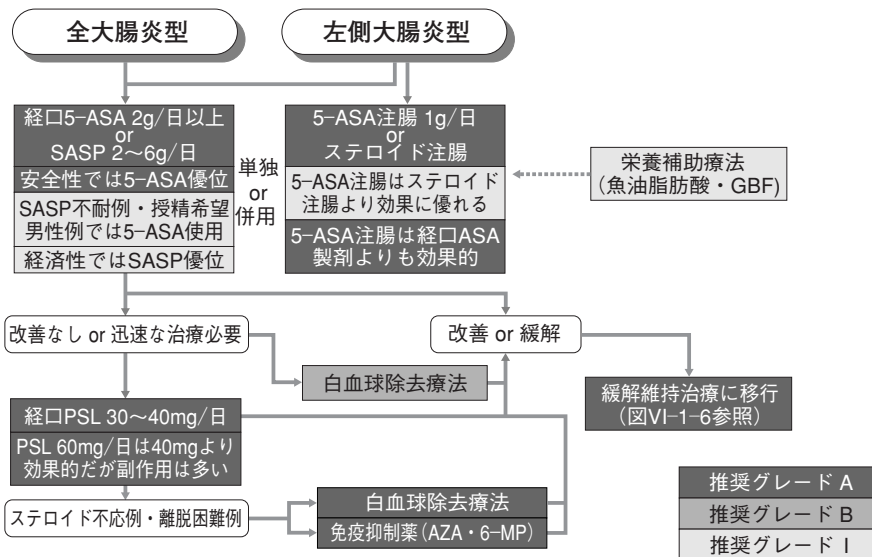 全大腸炎型
左側大腸炎型
経口5-ASA 2g/日以上
or
SASP 2〜6g/日
安全性では5-ASA優位
SASP不耐例・授精希望
男性例では5-ASA使用
経済性ではSASP優位
単独
or
併用
5-ASA注腸 1g/日
or
ステロイド注腸
5-ASA注腸はステロイド
注腸より効果に優れる
5-ASA注腸は経口ASA
製剤よりも効果的
栄養補助療法
(魚油脂肪酸・GBF)
改善なし or 迅速な治療必要
改善 or 緩解
白血球除去療法
緩解維持治療に移行
(図VI-1-6参照)
経口PSL 30〜40mg/日
PSL 60mg/日は40mgより
効果的だが副作用は多い
ステロイド不応例・離脱困難例
白血球除去療法
免疫抑制薬(AZA・6-MP)
推奨グレード A
推奨グレード B
推奨グレード I